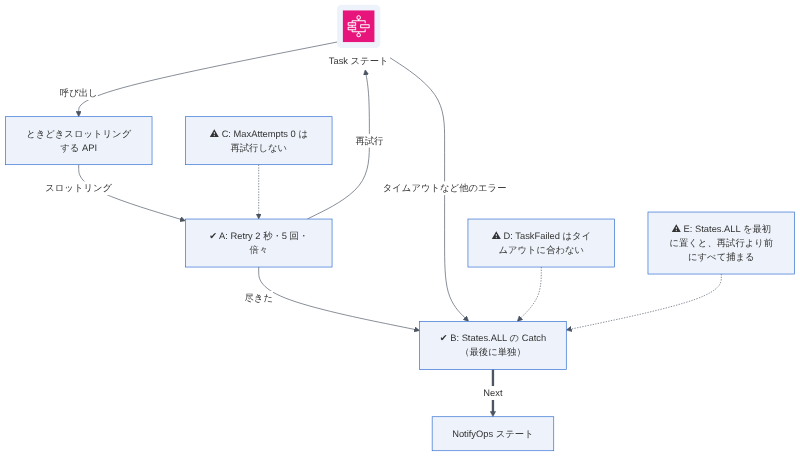 Task ステート
呼び出し
ときどきスロットリング
する API
⚠ C: MaxAttempts 0 は
再試行しない
再試行
スロットリング
タイムアウトなど他のエラー
✔ A: Retry 2 秒・5 回・
倍々
⚠ D: TaskFailed はタイ
ムアウトに合わない
⚠ E: States.ALL を最初
に置くと、再試行より前
にすべて捕まる
尽きた
✔ B: States.ALL の Catch
（最後に単独）
Next
NotifyOps ステート